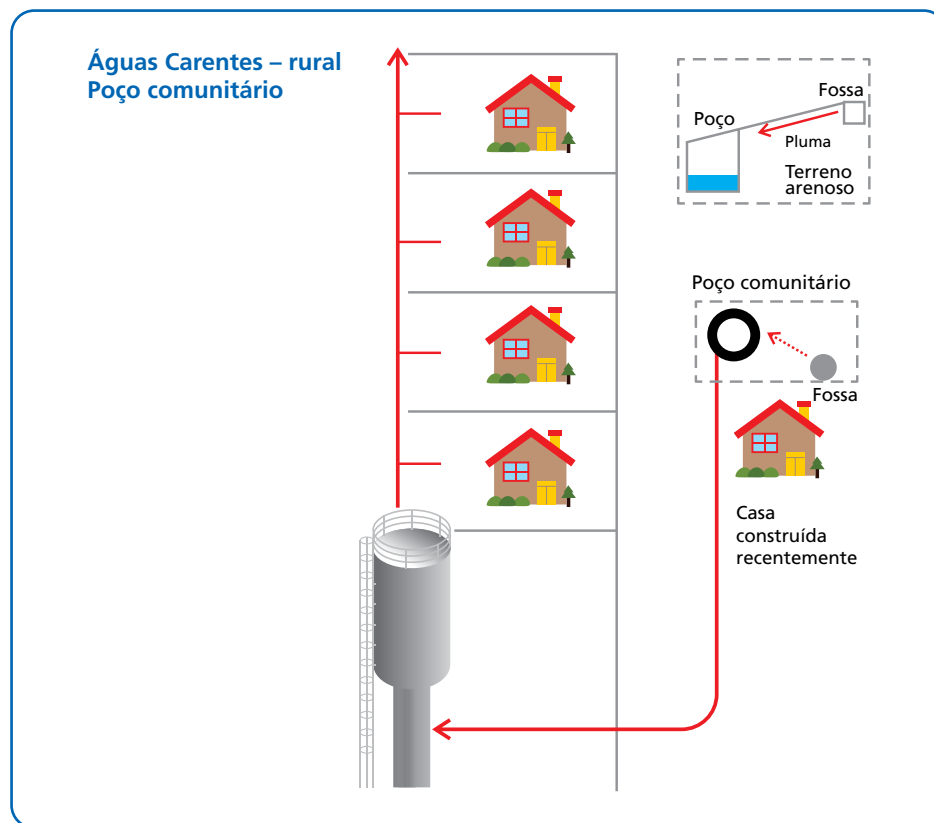 Águas Carentes – rural
Poço comunitário
Fossa
Poço
Pluma
Terreno
arenoso
Poço comunitário
Fossa
Casa
construída
recentemente